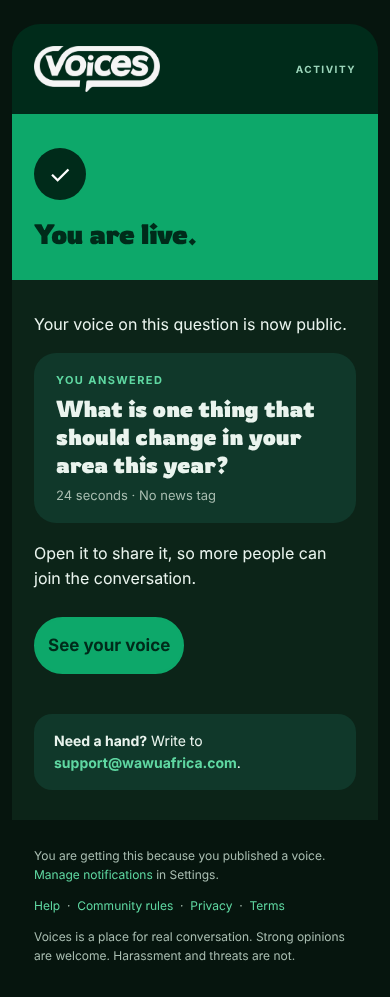 voices
ACTIVITY
You are live.
Your voice on this question is now public.
YOU ANSWERED
What is one thing that
should change in your
area this year?
24 seconds · No news tag
Open it to share it, so more people can
join the conversation.
See your voice
Need a hand? Write to
support@wawuafrica.com.
You are getting this because you published a voice.
Manage notifications in Settings.
Help · Community rules · Privacy · Terms
Voices is a place for real conversation. Strong opinions
are welcome. Harassment and threats are not.